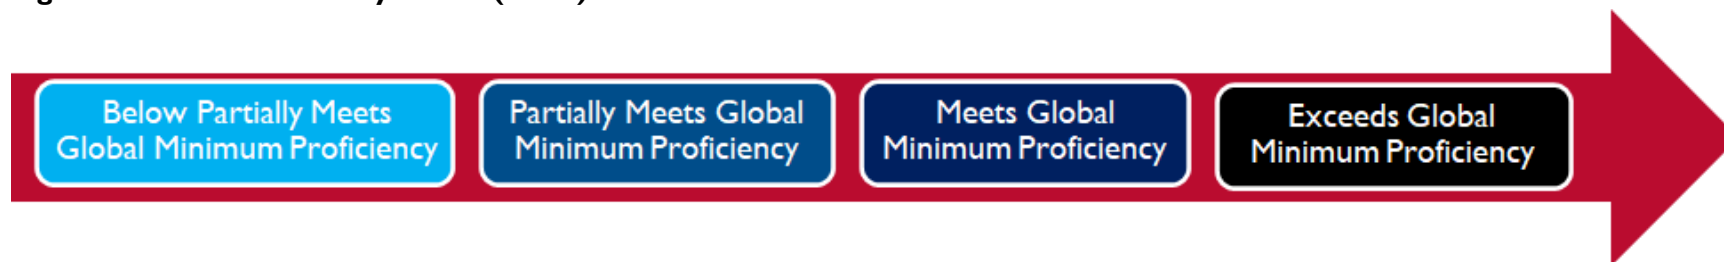 Below Partially Meets
Global Minimum Proficiency
Partially Meets Global
Minimum Proficiency
Meets Global
Minimum Proficiency
Exceeds Global
Minimum Proficiency